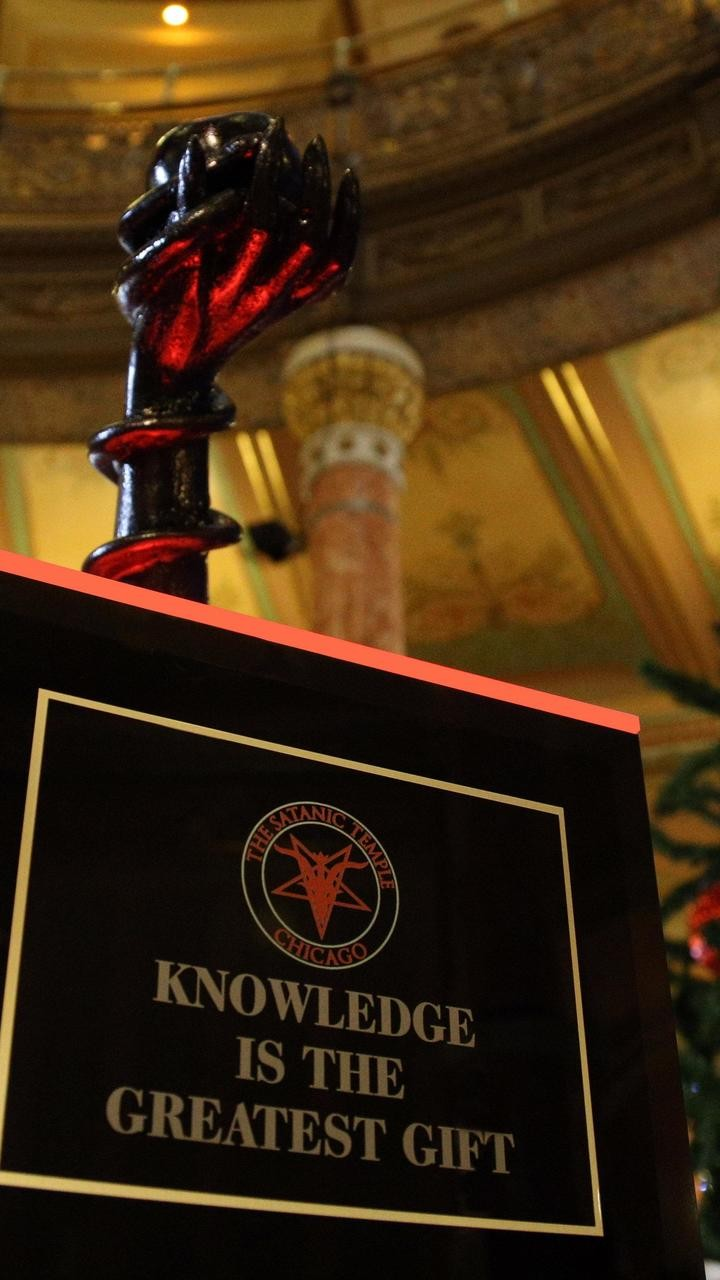 THE SATANIC TEMPLE
CHICAGO
KNOWLEDGE
IS THE
GREATEST GIFT